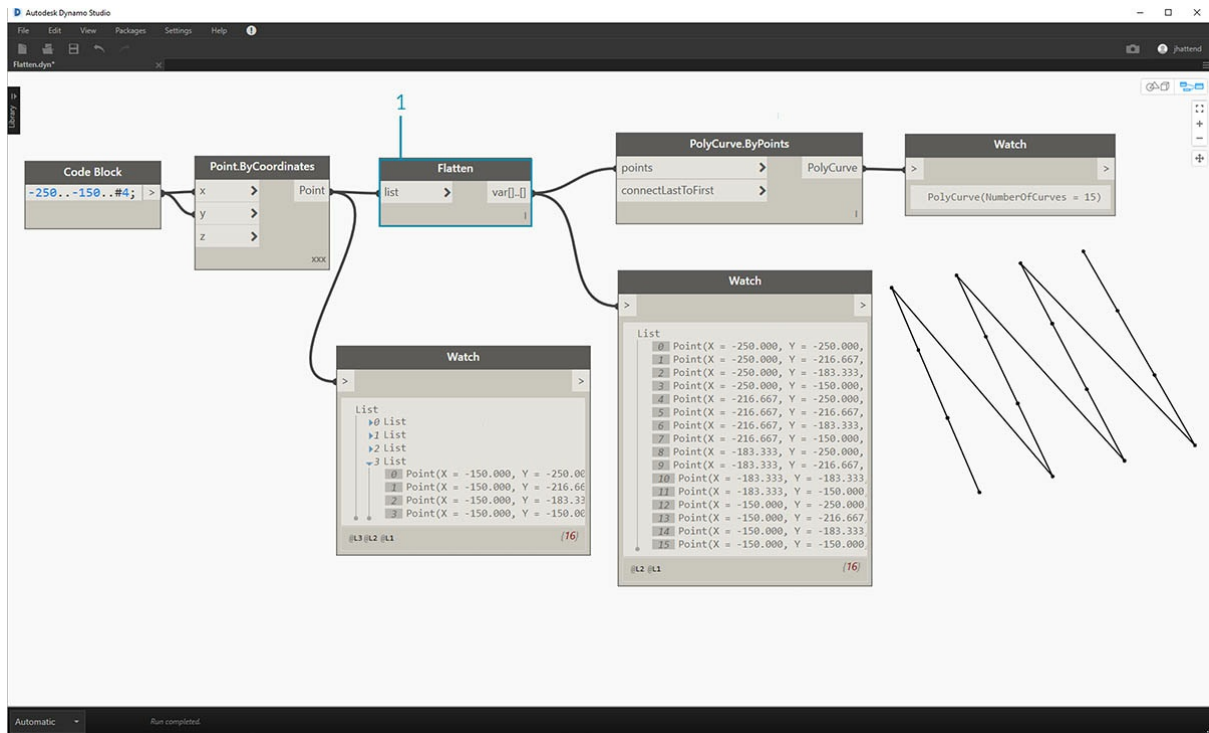 Autodesk Dynamo Studio
File Edit View Packages Settings Help !
jhattend
Flatten.dyn*
Library
1
Code Block
-250..-150..#4; >
Point.ByCoordinates
x > Point
y >
z >
xxx
Flatten
list > var[]..[]
l
PolyCurve.ByPoints
points > PolyCurve
connectLastToFirst >
l
Watch
> >
PolyCurve(NumberOfCurves = 15)
Watch
> >
List
0 List
1 List
2 List
3 List
0 Point(X = -150.000, Y = -250.00
1 Point(X = -150.000, Y = -216.66
2 Point(X = -150.000, Y = -183.33
3 Point(X = -150.000, Y = -150.00
@L3 @L2 @L1 {16}
Watch
> >
List
0 Point(X = -250.000, Y = -250.000,
1 Point(X = -250.000, Y = -216.667,
2 Point(X = -250.000, Y = -183.333,
3 Point(X = -250.000, Y = -150.000,
4 Point(X = -216.667, Y = -250.000,
5 Point(X = -216.667, Y = -216.667,
6 Point(X = -216.667, Y = -183.333,
7 Point(X = -216.667, Y = -150.000,
8 Point(X = -183.333, Y = -250.000,
9 Point(X = -183.333, Y = -216.667,
10 Point(X = -183.333, Y = -183.333,
11 Point(X = -183.333, Y = -150.000,
12 Point(X = -150.000, Y = -250.000,
13 Point(X = -150.000, Y = -216.667,
14 Point(X = -150.000, Y = -183.333,
15 Point(X = -150.000, Y = -150.000,
@L2 @L1 {16}
Automatic Run completed.